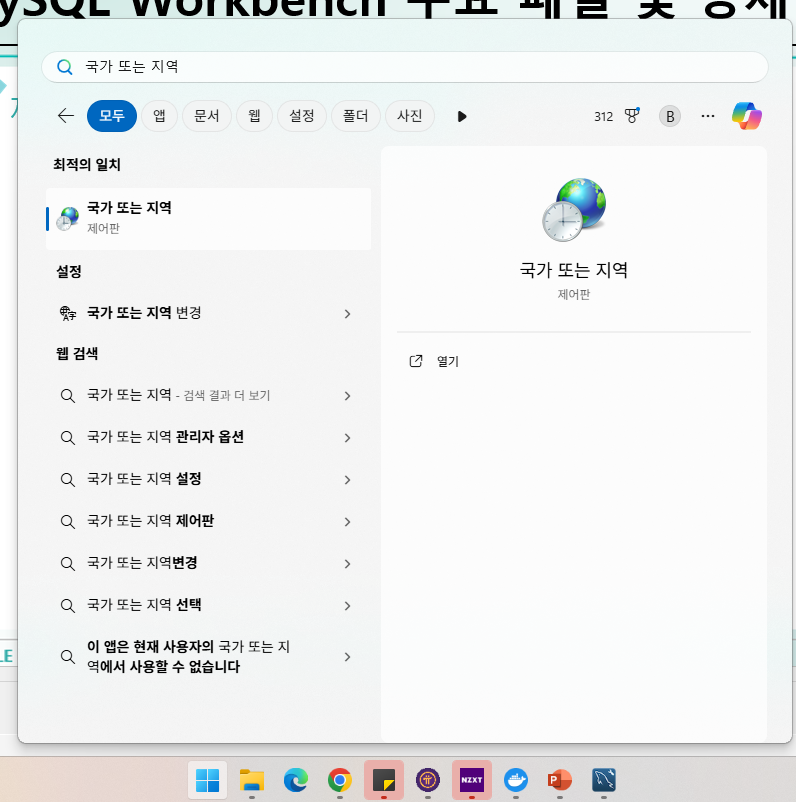 ySQL Workbench 주요 패널 및 상세
국가 또는 지역
모두 앱 문서 웹 설정 폴더 사진 312 B
최적의 일치
국가 또는 지역
제어판
설정
국가 또는 지역 변경
웹 검색
국가 또는 지역 - 검색 결과 더 보기
국가 또는 지역 관리자 옵션
국가 또는 지역 설정
국가 또는 지역 제어판
국가 또는 지역변경
국가 또는 지역 선택
이 앱은 현재 사용자의 국가 또는 지
역에서 사용할 수 없습니다
국가 또는 지역
제어판
열기
LE
NZXT